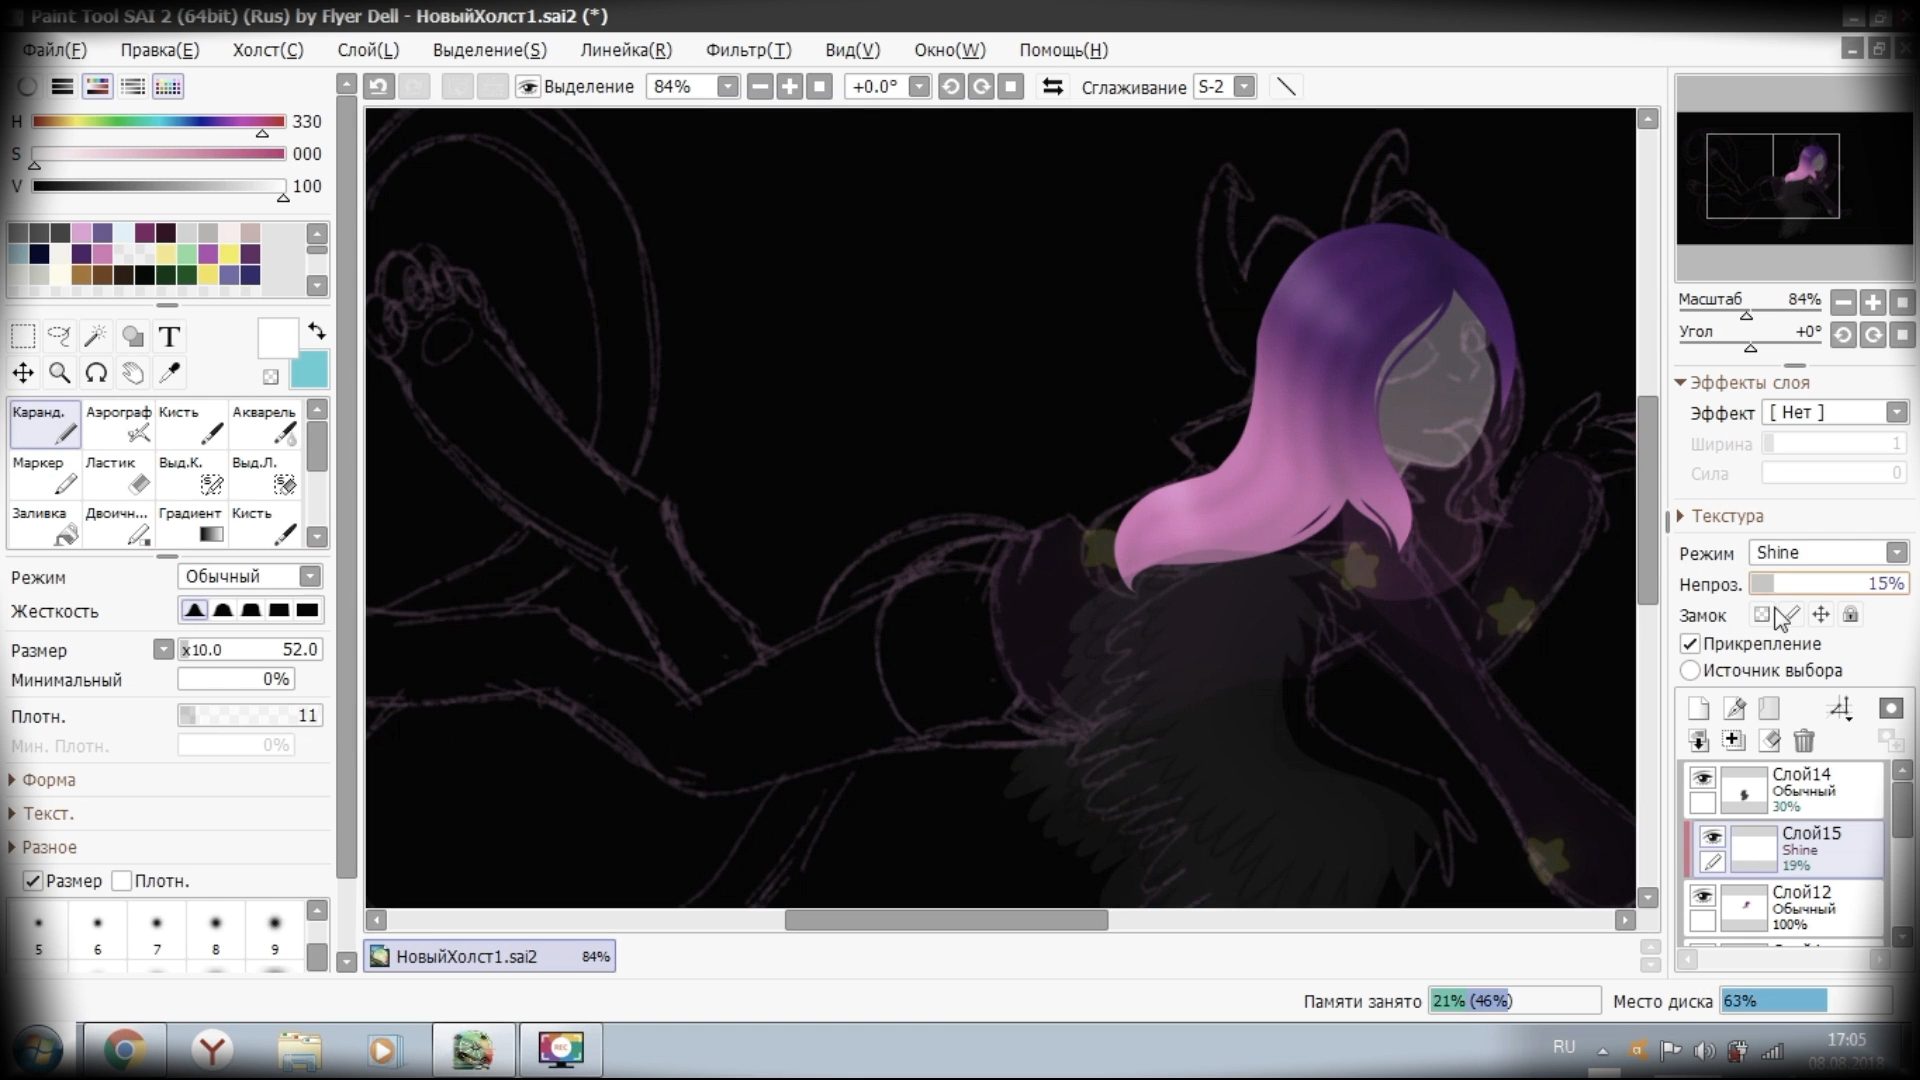 Paint Tool SAI 2 (64bit) (Rus) by Flyer Dell - НовыйХолст1.sai2 (*)
Файл(F) Правка(E) Холст(C) Слой(L) Выделение(S) Линейка(R) Фильтр(T) Вид(V) Окно(W) Помощь(H)
Выделение 84% +0.0° Сглаживание S-2
H 330
S 000
V 100
T
Каранд. Аэрограф Кисть Акварель
Маркер Ластик Выд.К. Выд.Л.
Заливка Двоичн... Градиент Кисть
Режим Обычный
Жесткость
Размер x10.0 52.0
Минимальный 0%
Плотн. 11
Мин. Плотн. 0%
Форма
Текст.
Разное
Размер Плотн.
5 6 7 8 9
НовыйХолст1.sai2 84%
Масштаб 84%
Угол +0°
Эффекты слоя
Эффект [ Нет ]
Ширина 1
Сила 0
Текстура
Режим Shine
Непроз. 15%
Замок
Прикрепление
Источник выбора
Слой14
Обычный
30%
Слой15
Shine
19%
Слой12
Обычный
100%
Памяти занято 21% (46%) Место диска 63%
REC
RU 17:05
08.08.2018